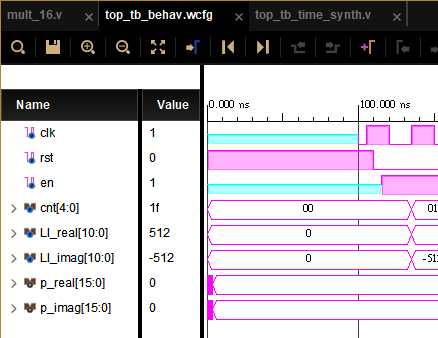 mult_16.v × top_tb_behav.wcfg × top_tb_time_synth.v ×
0.000 ns 100.000 ns
Name Value
clk 1
rst 0
en 1
cnt[4:0] 1f 00 01
LI_real[10:0] 512 0
LI_imag[10:0] -512 0 -51
p_real[15:0] 0
p_imag[15:0] 0